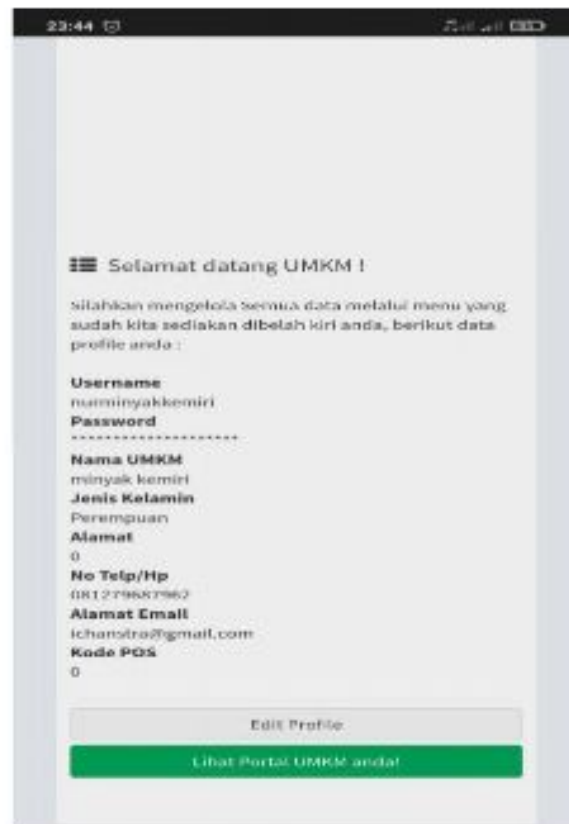 23:44
Selamat datang UMKM !
Silahkan mengelola Semua data melalui menu yang
sudah kita sediakan dibelah kiri anda, berikut data
profile anda :
Username
nurminyakkemiri
Password
--------------------
Nama UMKM
minyak kemiri
Jenis Kelamin
Perempuan
Alamat
0
No Telp/Hp
081279687962
Alamat Email
ichanstra@gmail.com
Kode POS
0
Edit Profile
Lihat Portal UMKM anda!